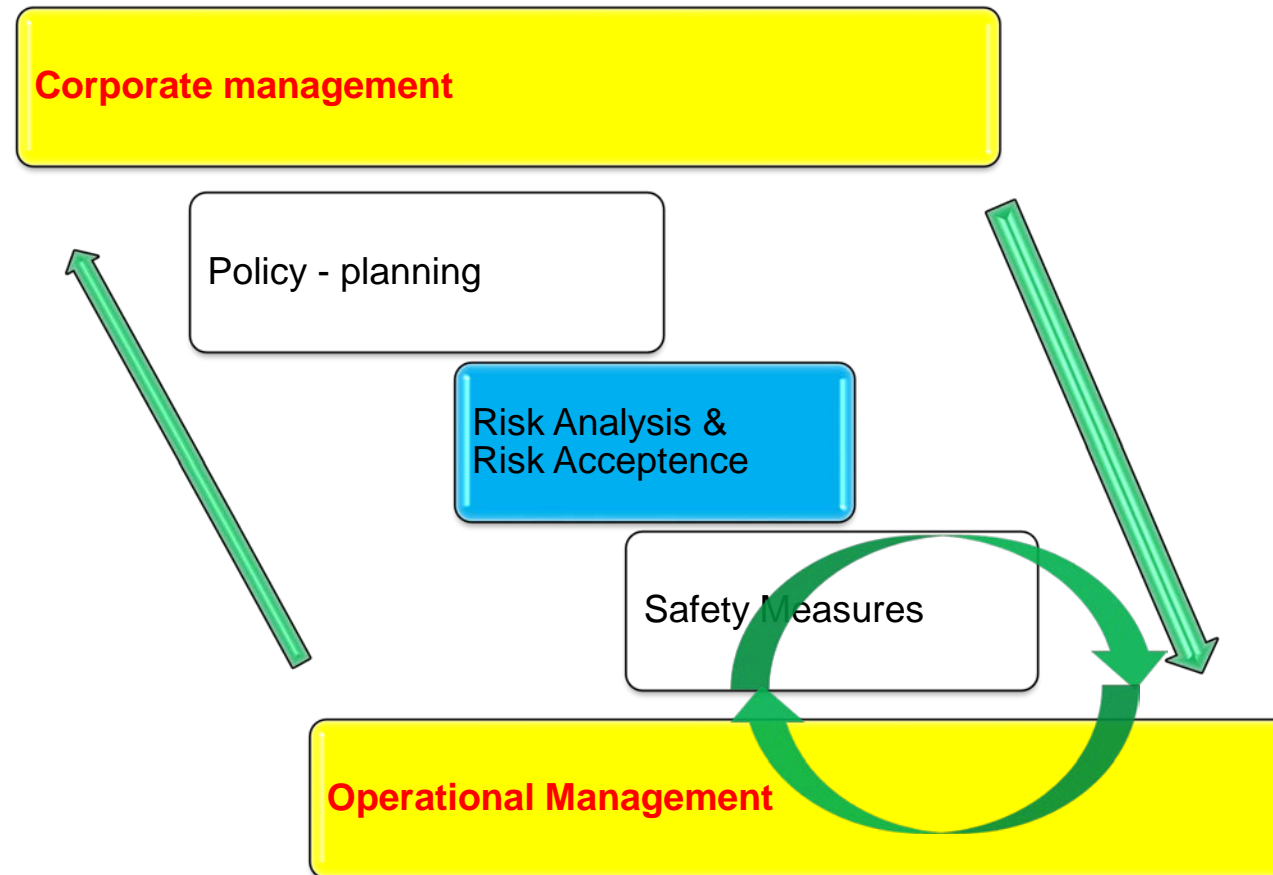 Corporate management
Policy - planning
Risk Analysis &
Risk Acceptence
Safety Measures
Operational Management